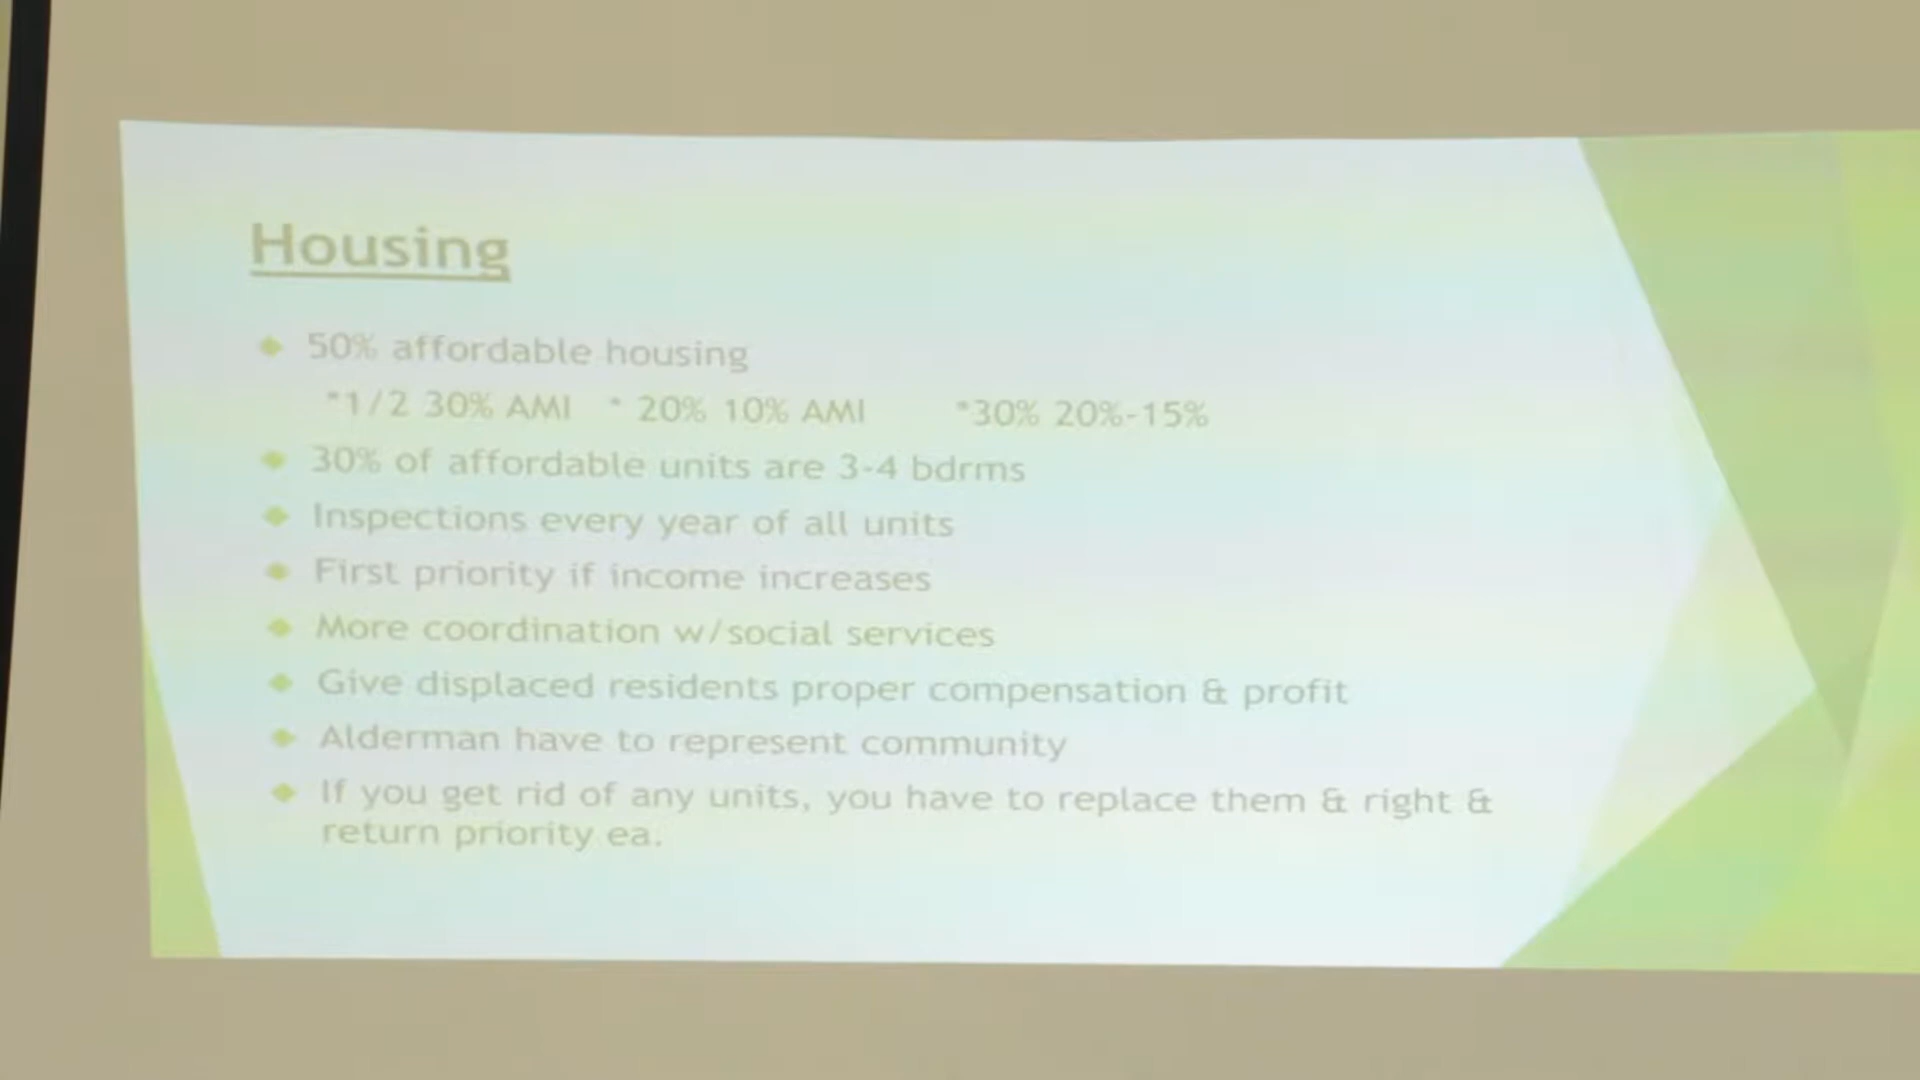 Housing
50% affordable housing
*1/2 30% AMI * 20% 10% AMI *30% 20%-15%
30% of affordable units are 3-4 bdrms
Inspections every year of all units
First priority if income increases
More coordination w/social services
Give displaced residents proper compensation & profit
Alderman have to represent community
If you get rid of any units, you have to replace them & right &
return priority ea.